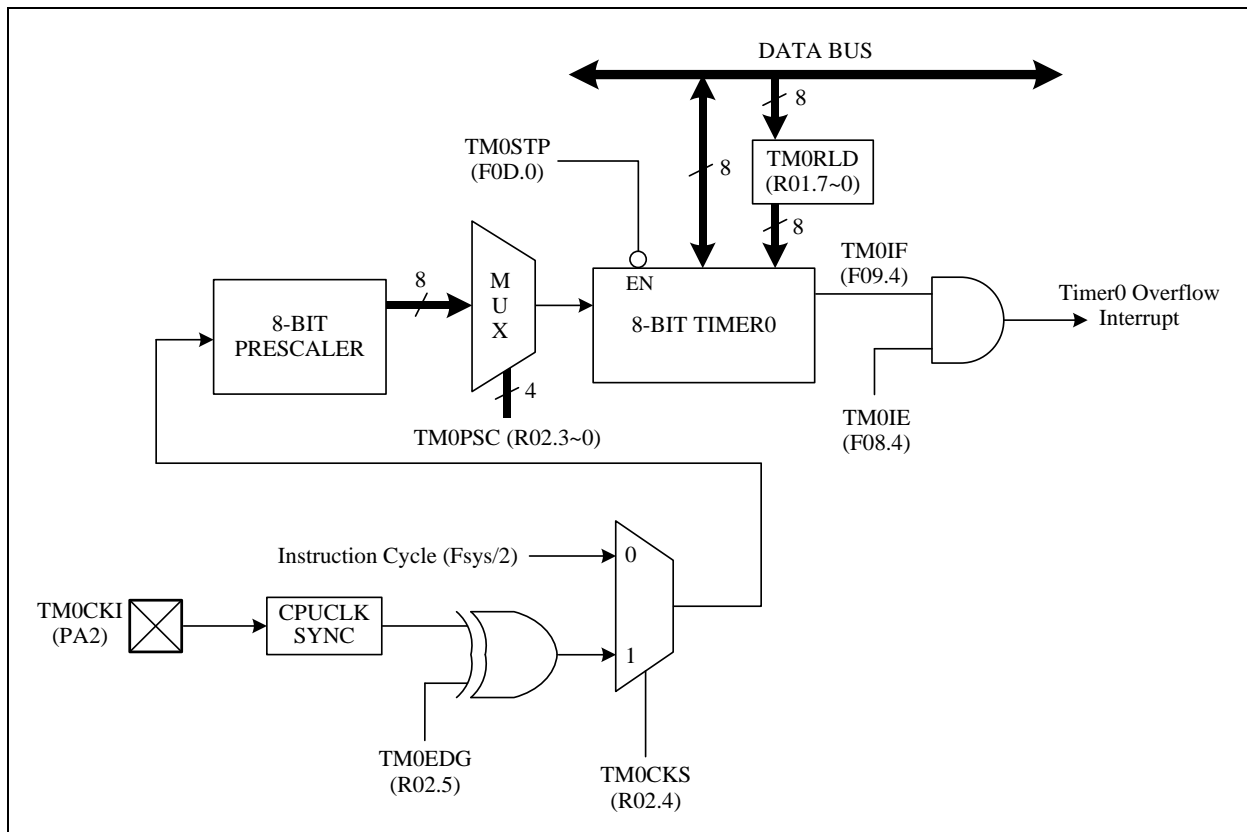 DATA BUS
8
TM0STP
(F0D.0)
8
TM0RLD
(R01.7~0)
8
TM0IF
(F09.4)
8
M
U
X
EN
8-BIT
PRESCALER
8-BIT TIMER0
Timer0 Overflow
Interrupt
4
TM0PSC (R02.3~0)
TM0IE
(F08.4)
Instruction Cycle (Fsys/2)
0
TM0CKI
(PA2)
CPUCLK
SYNC
1
TM0EDG
(R02.5)
TM0CKS
(R02.4)